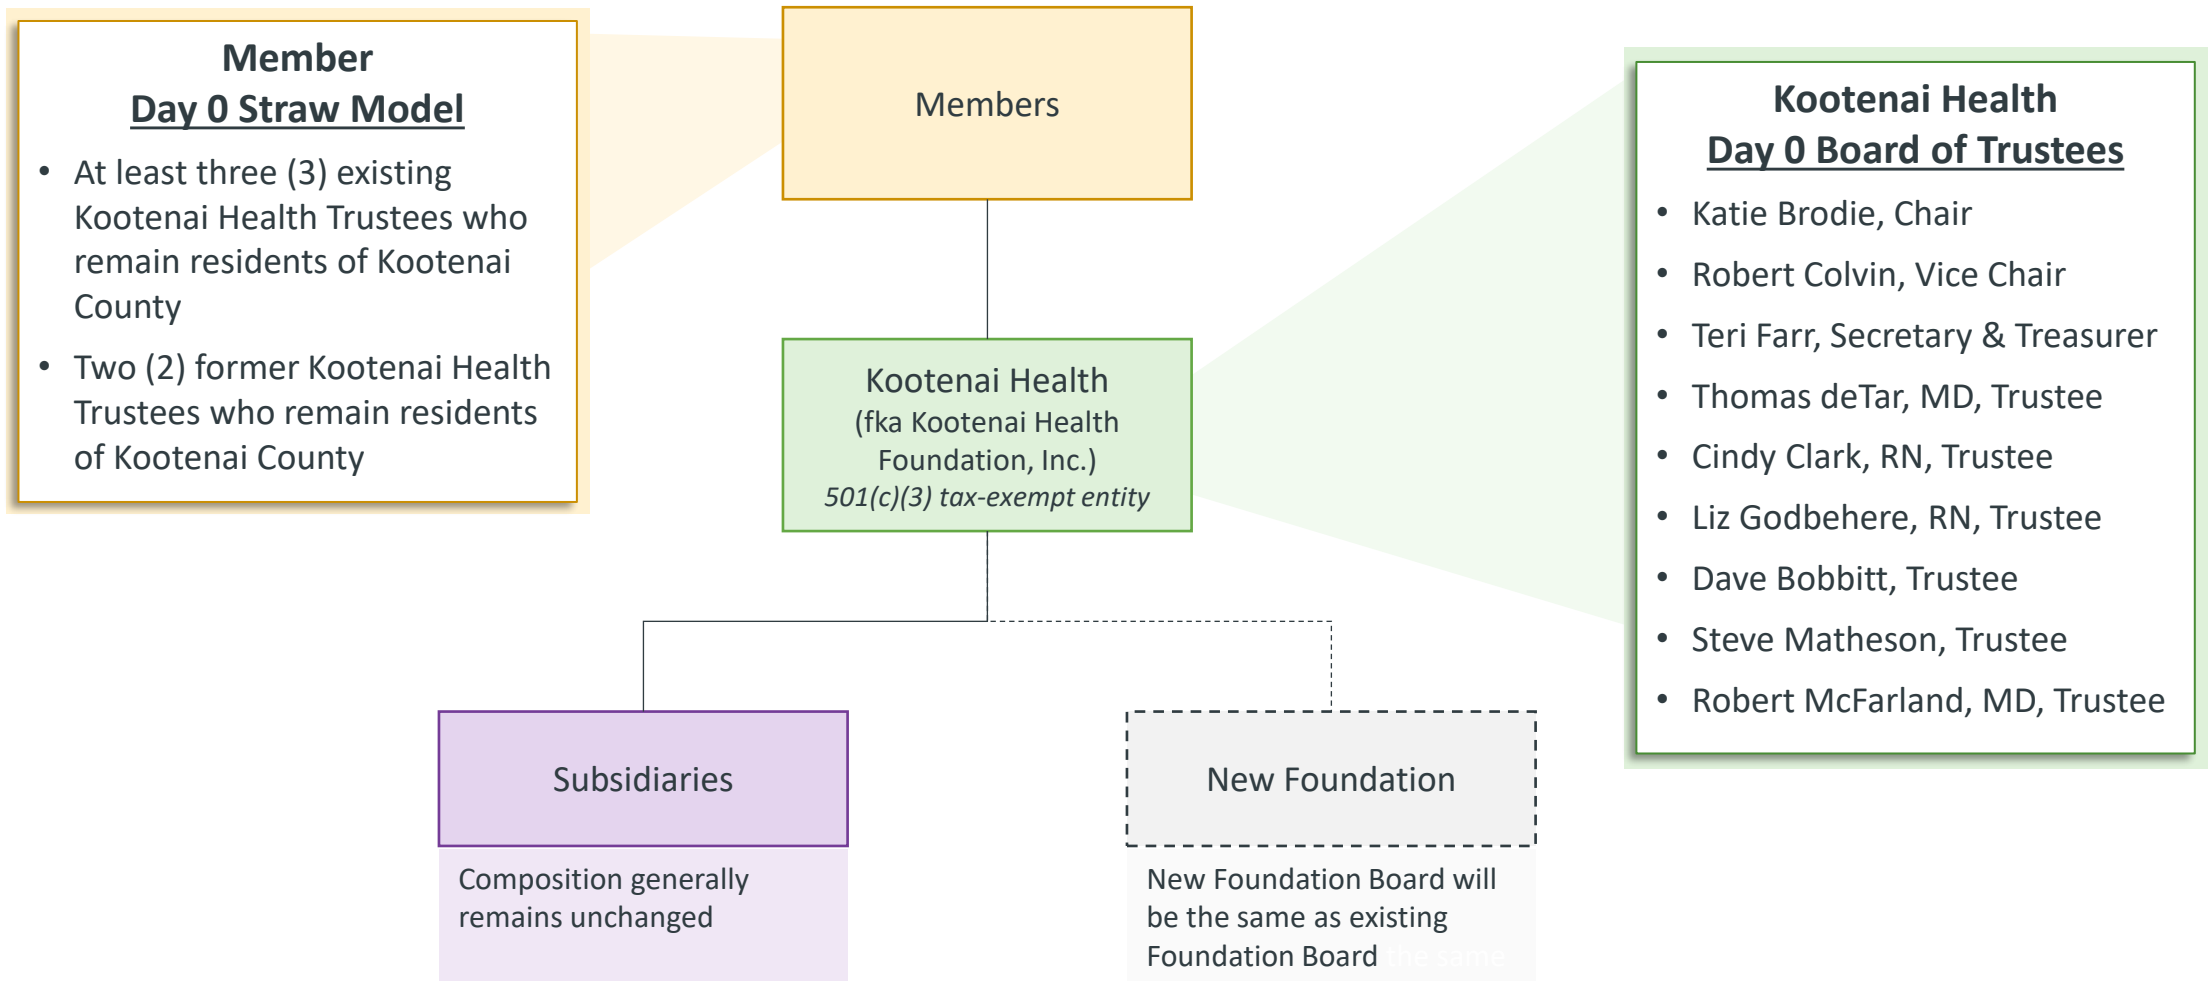 Member
Day 0 Straw Model
• At least three (3) existing
Kootenai Health Trustees who
remain residents of Kootenai
County
• Two (2) former Kootenai Health
Trustees who remain residents
of Kootenai County
Members
Kootenai Health
(fka Kootenai Health
Foundation, Inc.)
501(c)(3) tax-exempt entity
Subsidiaries
Composition generally
remains unchanged
New Foundation
New Foundation Board will
be the same as existing
Foundation Board the same
Kootenai Health
Day 0 Board of Trustees
• Katie Brodie, Chair
• Robert Colvin, Vice Chair
• Teri Farr, Secretary & Treasurer
• Thomas deTar, MD, Trustee
• Cindy Clark, RN, Trustee
• Liz Godbehere, RN, Trustee
• Dave Bobbitt, Trustee
• Steve Matheson, Trustee
• Robert McFarland, MD, Trustee